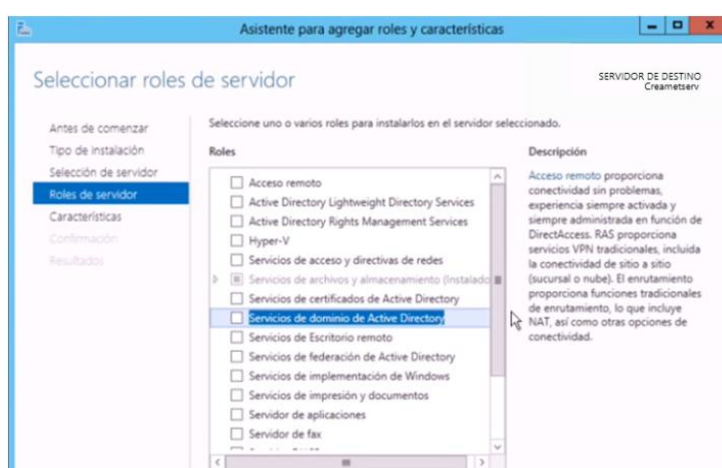 Asistente para agregar roles y características
Seleccionar roles de servidor
SERVIDOR DE DESTINO
Creametserv
Antes de comenzar
Tipo de instalación
Selección de servidor
Roles de servidor
Características
Confirmación
Resultados
Seleccione uno o varios roles para instalarlos en el servidor seleccionado.
Roles
Acceso remoto
Active Directory Lightweight Directory Services
Active Directory Rights Management Services
Hyper-V
Servicios de acceso y directivas de redes
Servicios de archivos y almacenamiento (Instalado
Servicios de certificados de Active Directory
Servicios de dominio de Active Directory
Servicios de Escritorio remoto
Servicios de federación de Active Directory
Servicios de implementación de Windows
Servicios de impresión y documentos
Servidor de aplicaciones
Servidor de fax
Descripción
Acceso remoto proporciona
conectividad sin problemas,
experiencia siempre activada y
siempre administrada en función de
DirectAccess. RAS proporciona
servicios VPN tradicionales, incluida
la conectividad de sitio a sitio
(sucursal o nube). El enrutamiento
proporciona funciones tradicionales
de enrutamiento, lo que incluye
NAT, así como otras opciones de
conectividad.